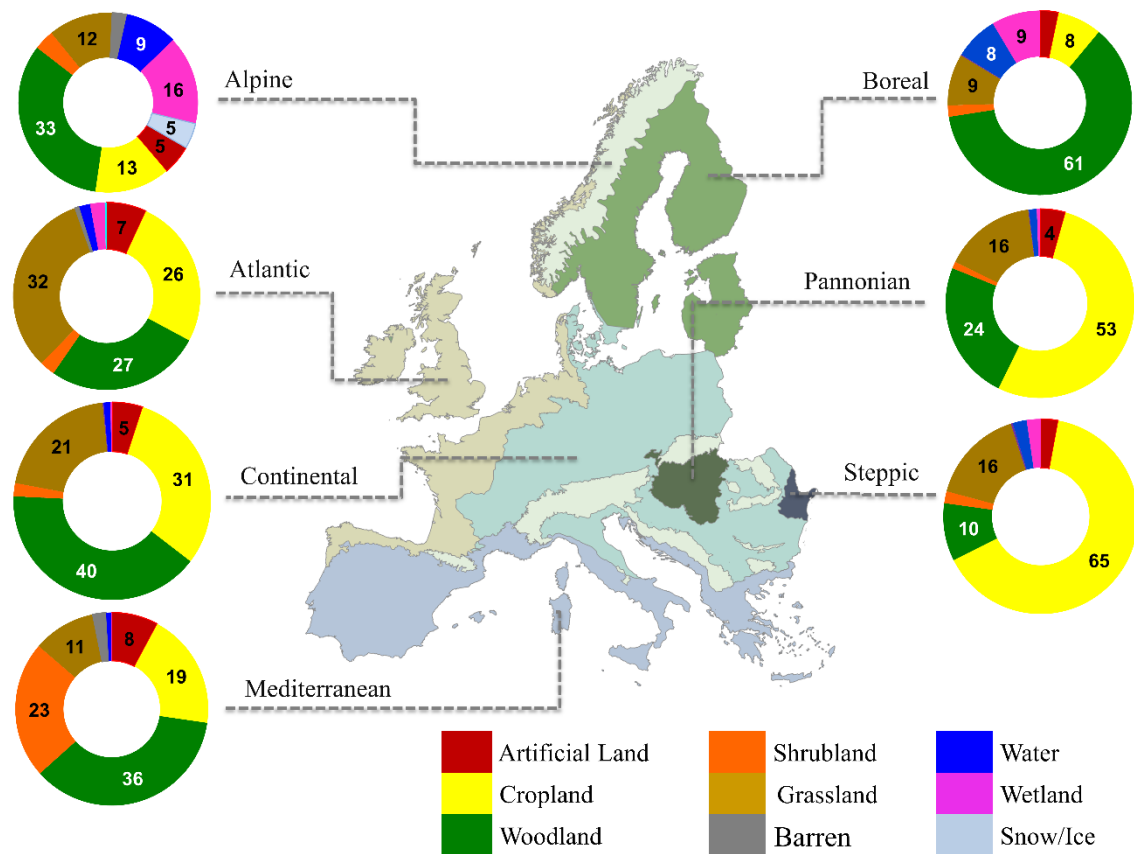 12
9
16
5
5
13
33
Alpine
Boreal
8
61
9
8
9
7
26
27
32
Atlantic
Pannonian
4
53
24
16
5
31
40
21
Continental
Steppic
65
10
16
8
19
36
23
11
Mediterranean
Artificial Land
Shrubland
Water
Cropland
Grassland
Wetland
Woodland
Barren
Snow/Ice